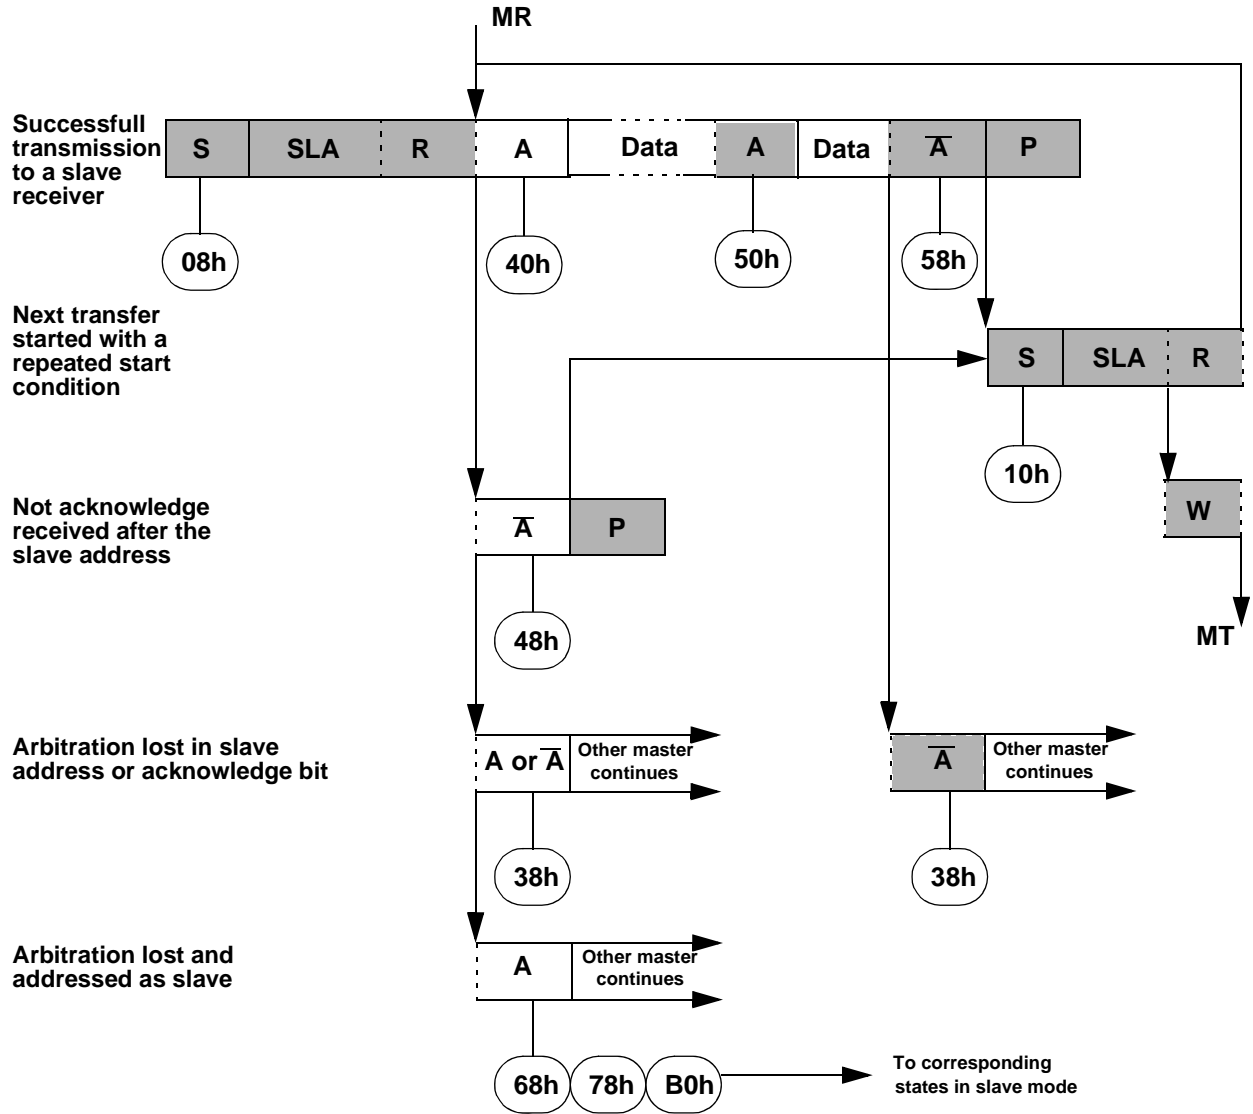 MR
Successfull
transmission
to a slave
receiver
S SLA R A Data A Data A̅ P
08h 40h 50h 58h
Next transfer
started with a
repeated start
condition
S SLA R
10h
Not acknowledge
received after the
slave address
A̅ P
W
48h
MT
Arbitration lost in slave
address or acknowledge bit
A or A̅
Other master
continues
A̅
Other master
continues
38h
38h
Arbitration lost and
addressed as slave
A
Other master
continues
68h 78h B0h
To corresponding
states in slave mode